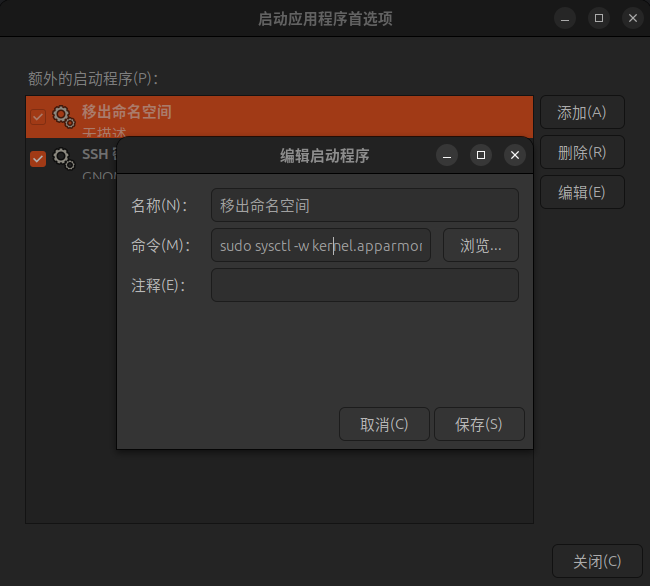 启动应用程序首选项
额外的启动程序(P)：
移出命名空间
无描述
添加(A)
SSH
GNO
删除(R)
编辑(E)
编辑启动程序
名称(N)：
移出命名空间
命令(M)：
sudo sysctl -w kernel.apparmor
浏览...
注释(E)：
取消(C)
保存(S)
关闭(C)